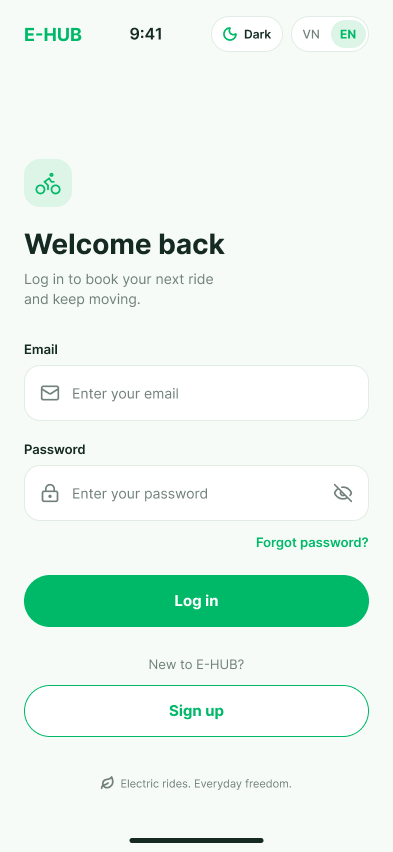 E-HUB
9:41
Dark
VN
EN
Welcome back
Log in to book your next ride
and keep moving.
Email
Enter your email
Password
Enter your password
Forgot password?
Log in
New to E-HUB?
Sign up
Electric rides. Everyday freedom.